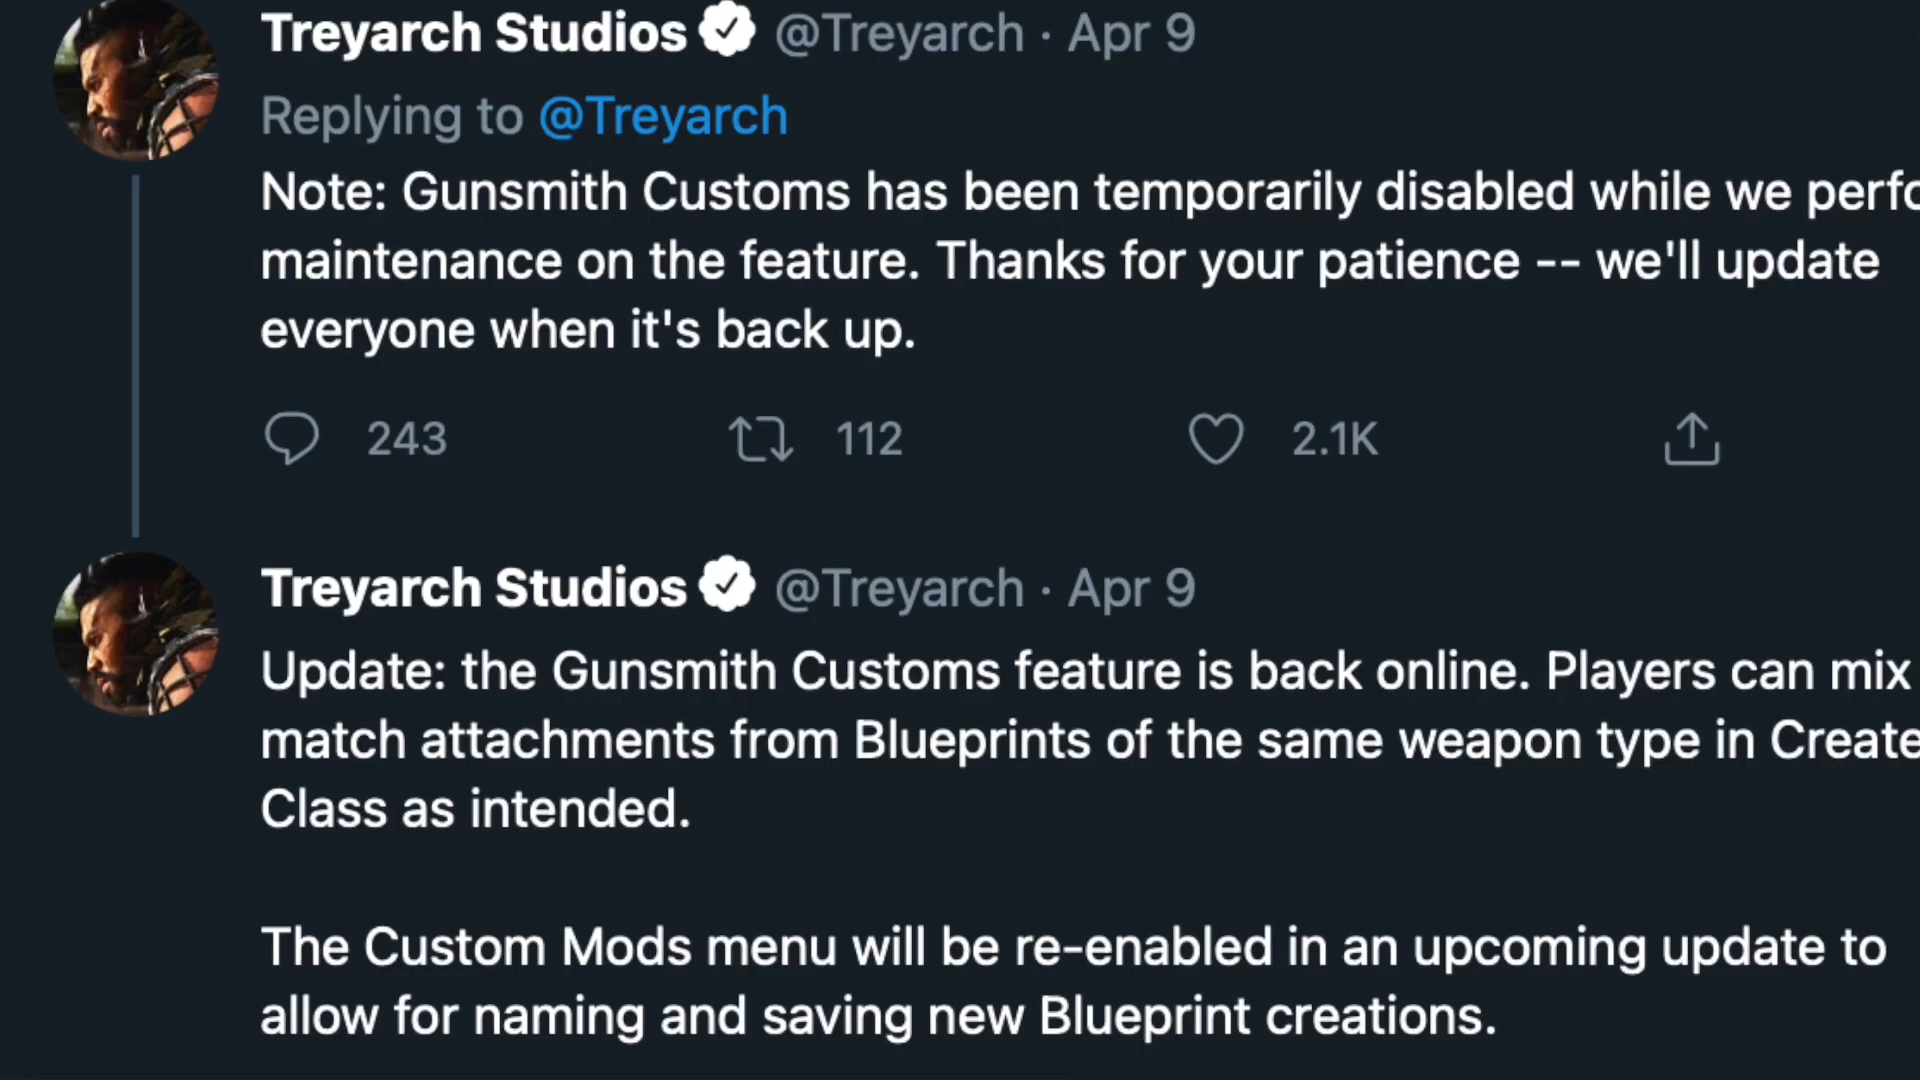 Treyarch Studios @Treyarch · Apr 9
Replying to @Treyarch
Note: Gunsmith Customs has been temporarily disabled while we perfo
maintenance on the feature. Thanks for your patience -- we'll update
everyone when it's back up.
243 112 2.1K
Treyarch Studios @Treyarch · Apr 9
Update: the Gunsmith Customs feature is back online. Players can mix
match attachments from Blueprints of the same weapon type in Create
Class as intended.
The Custom Mods menu will be re-enabled in an upcoming update to
allow for naming and saving new Blueprint creations.